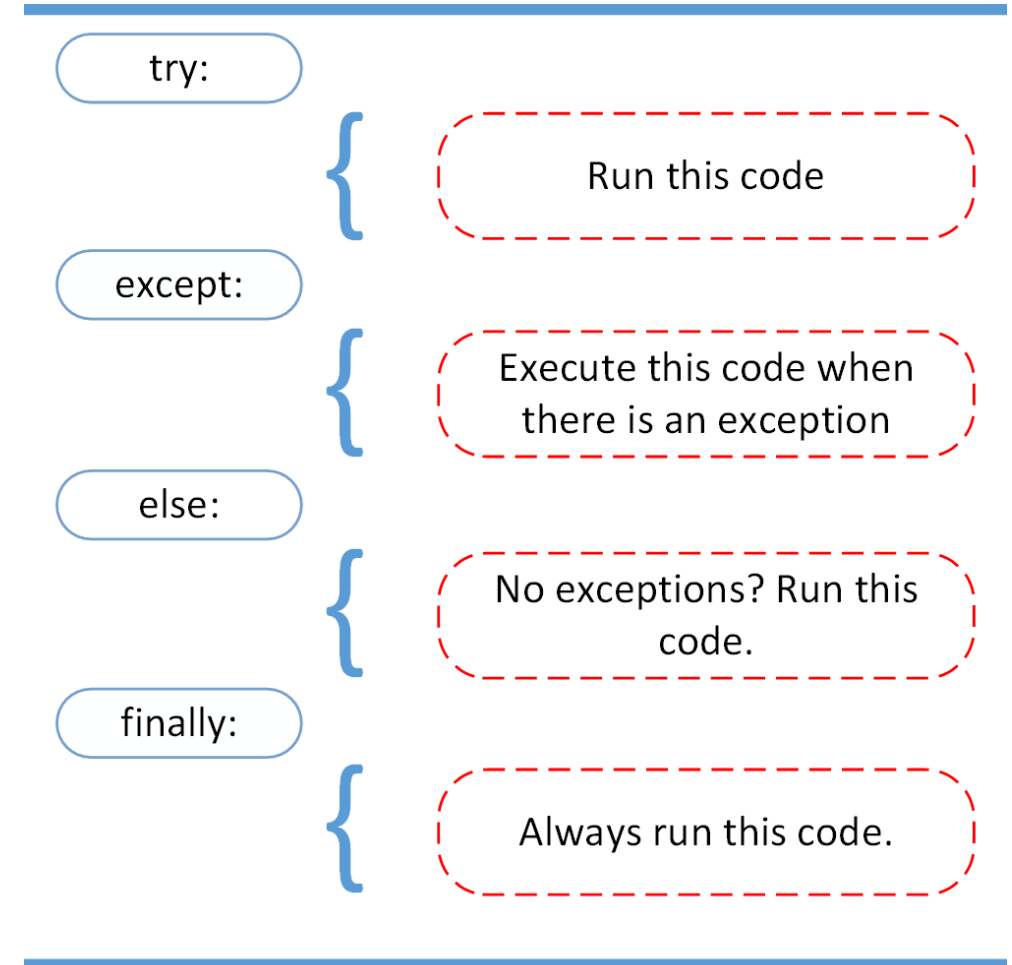 try:
Run this code
except:
Execute this code when
there is an exception
else:
No exceptions? Run this
code.
finally:
Always run this code.